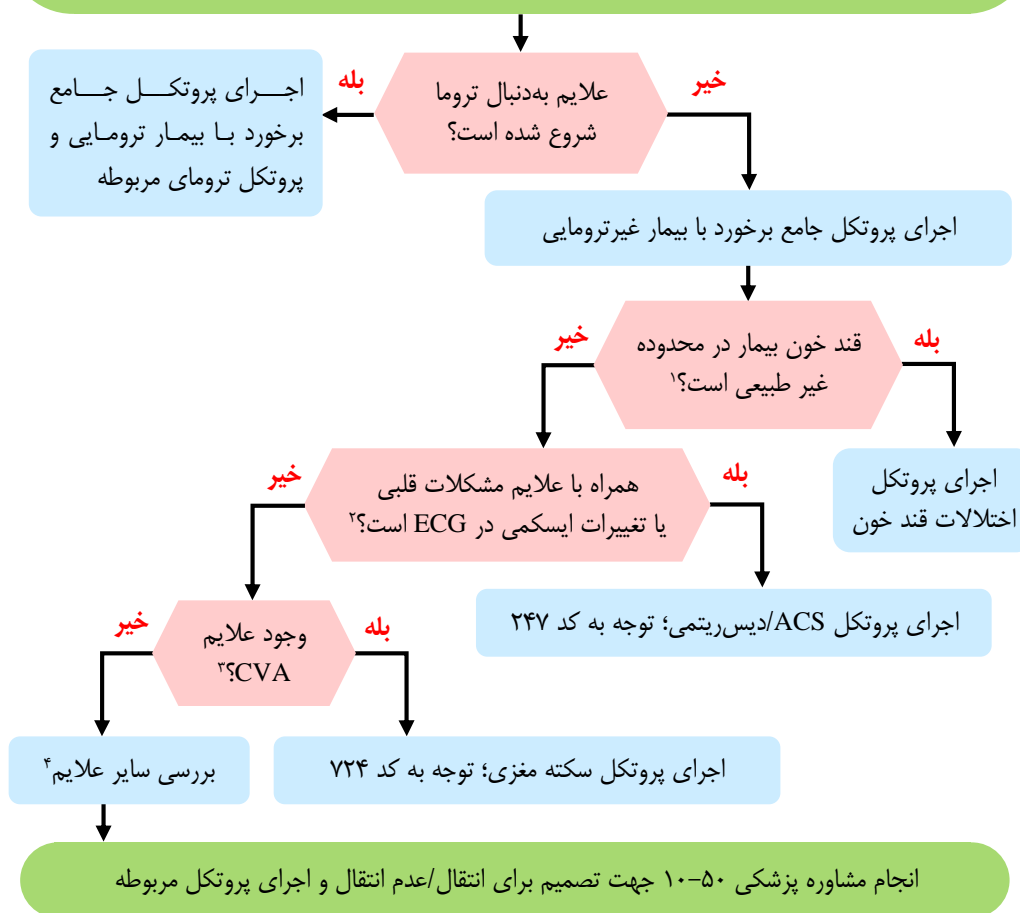 علایم به‌دنبال تروما
شروع شده است؟
خیر
بله
اجرای پروتکل جامع
برخورد با بیمار ترومایی و
پروتکل ترومای مربوطه
اجرای پروتکل جامع برخورد با بیمار غیرترومایی
قند خون بیمار در محدوده
غیر طبیعی است؟۱
بله
خیر
اجرای پروتکل
اختلالات قند خون
همراه با علایم مشکلات قلبی
یا تغییرات ایسکمی در ECG است؟۲
بله
خیر
اجرای پروتکل ACS/دیس‌ریتمی؛ توجه به کد ۲۴۷
وجود علایم
CVA؟۳
بله
خیر
اجرای پروتکل سکته مغزی؛ توجه به کد ۷۲۴
بررسی سایر علایم۴
انجام مشاوره پزشکی ۵۰-۱۰ جهت تصمیم برای انتقال/عدم انتقال و اجرای پروتکل مربوطه